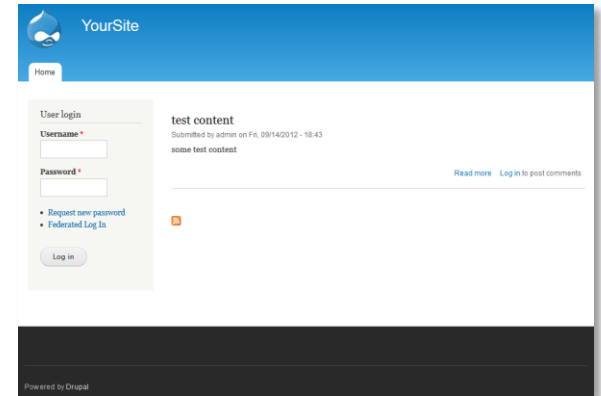 YourSite
Home
User login
Username *
Password *
Request new password
Federated Log In
Log in
test content
Submitted by admin on Fri, 09/14/2012 - 18:43
some test content
Read more Log in to post comments
Powered by Drupal